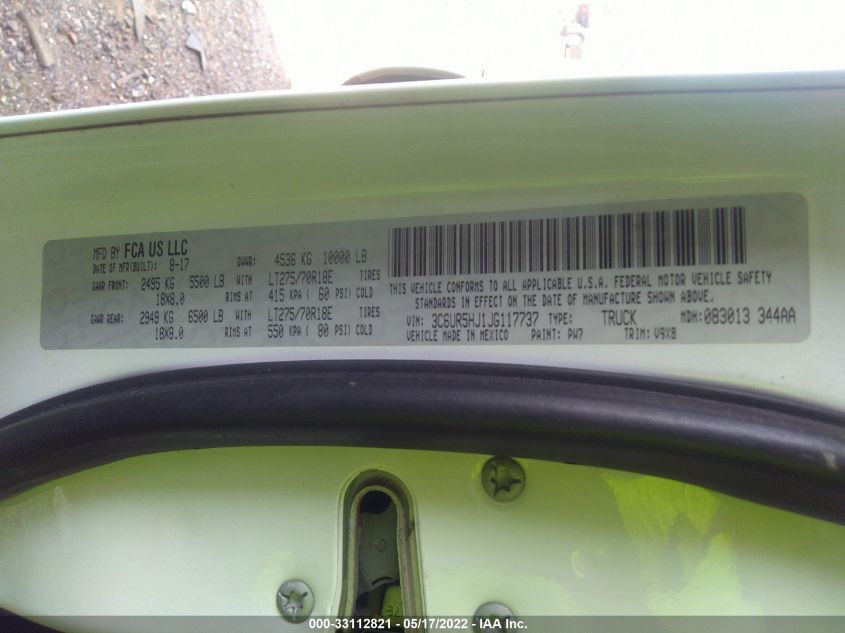 MFD BY FCA US LLC
DATE OF MFR(BUILT): 8-17 GVWR: 4536 KG 10000 LB
GAWR FRONT: 2495 KG 5500 LB WITH LT275/70R18E TIRES
18X8.0 RIMS AT 415 KPA ( 60 PSI) COLD
GAWR REAR: 2949 KG 6500 LB WITH LT275/70R18E TIRES
18X8.0 RIMS AT 550 KPA ( 80 PSI) COLD
THIS VEHICLE CONFORMS TO ALL APPLICABLE U.S.A. FEDERAL MOTOR VEHICLE SAFETY
STANDARDS IN EFFECT ON THE DATE OF MANUFACTURE SHOWN ABOVE.
VIN: 3C6UR5HJ1JG117737 TYPE: TRUCK MDH: 083013 344AA
VEHICLE MADE IN MEXICO PAINT: PW7 TRIM: V9X8
000-33112821 - 05/17/2022 - IAA Inc.